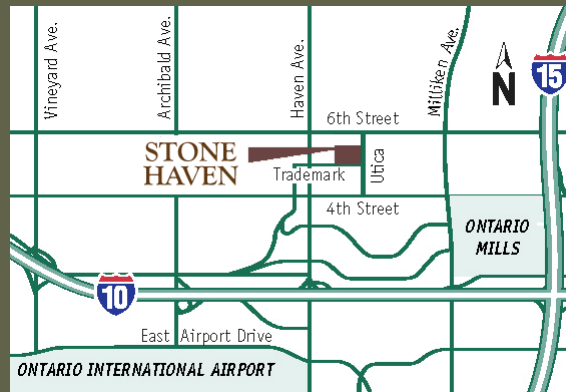 Vineyard Ave.
Archibald Ave.
Haven Ave.
Milliken Ave.
N
15
6th Street
STONE
HAVEN
Trademark
Utica
4th Street
ONTARIO
MILLS
10
East Airport Drive
ONTARIO INTERNATIONAL AIRPORT